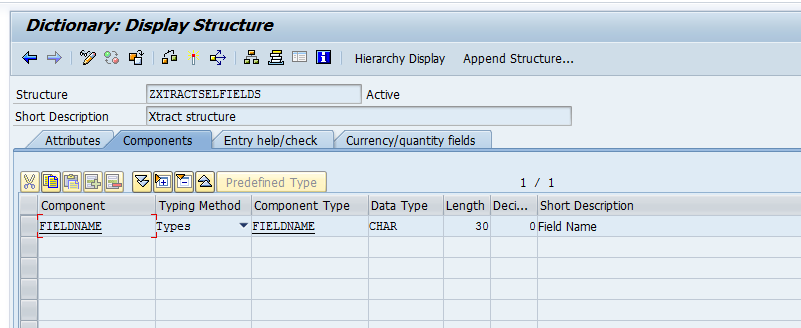 Dictionary: Display Structure
Hierarchy Display Append Structure...
Structure ZXTRACTSELFIELDS Active
Short Description Xtract structure
Attributes Components Entry help/check Currency/quantity fields
Predefined Type 1 / 1
Component Typing Method Component Type Data Type Length Deci... Short Description
FIELDNAME Types FIELDNAME CHAR 30 0 Field Name